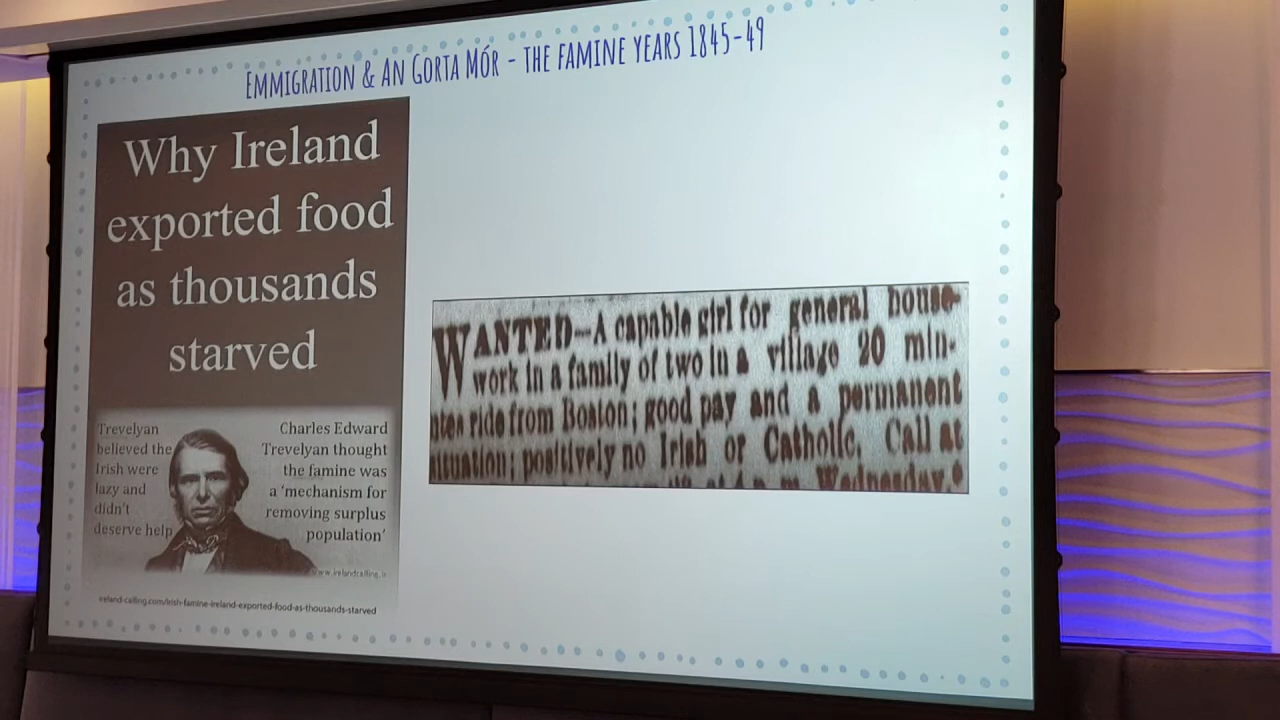 EMMIGRATION & AN GORTA MÓR - THE FAMINE YEARS 1845-49
Why Ireland
exported food
as thousands
starved
Trevelyan
believed the
Irish were
lazy and
didn't
deserve help
Charles Edward
Trevelyan thought
the famine was
a 'mechanism for
removing surplus
population'
www.irelandcalling.ie
ireland-calling.com/irish-famine-ireland-exported-food-as-thousands-starved
WANTED—A capable girl for general house-
work in a family of two in a village 20 min-
utes ride from Boston; good pay and a permanent
situation; positively no Irish or Catholic. Call at
Wednesday.*